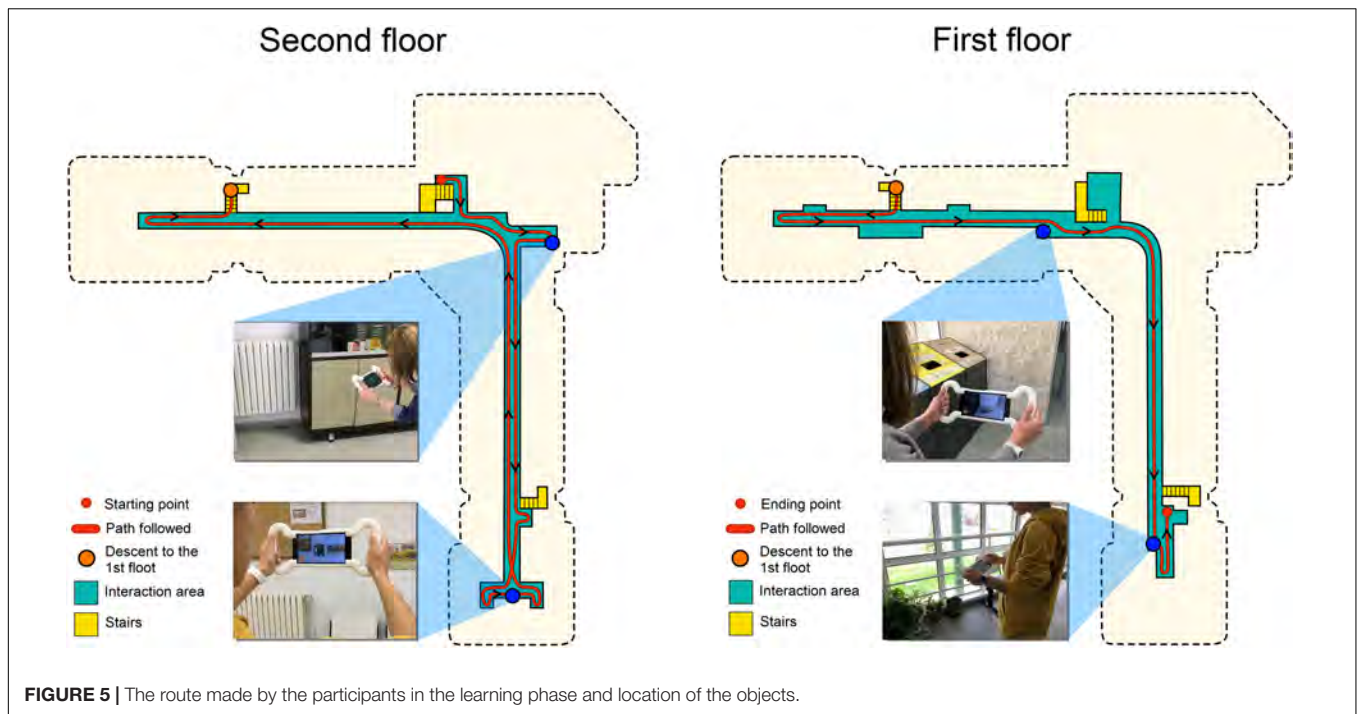 Second floor
First floor
Starting point
Path followed
Descent to the
1st floot
Interaction area
Stairs
Ending point
Path followed
Descent to the
1st floot
Interaction area
Stairs
FIGURE 5 | The route made by the participants in the learning phase and location of the objects.